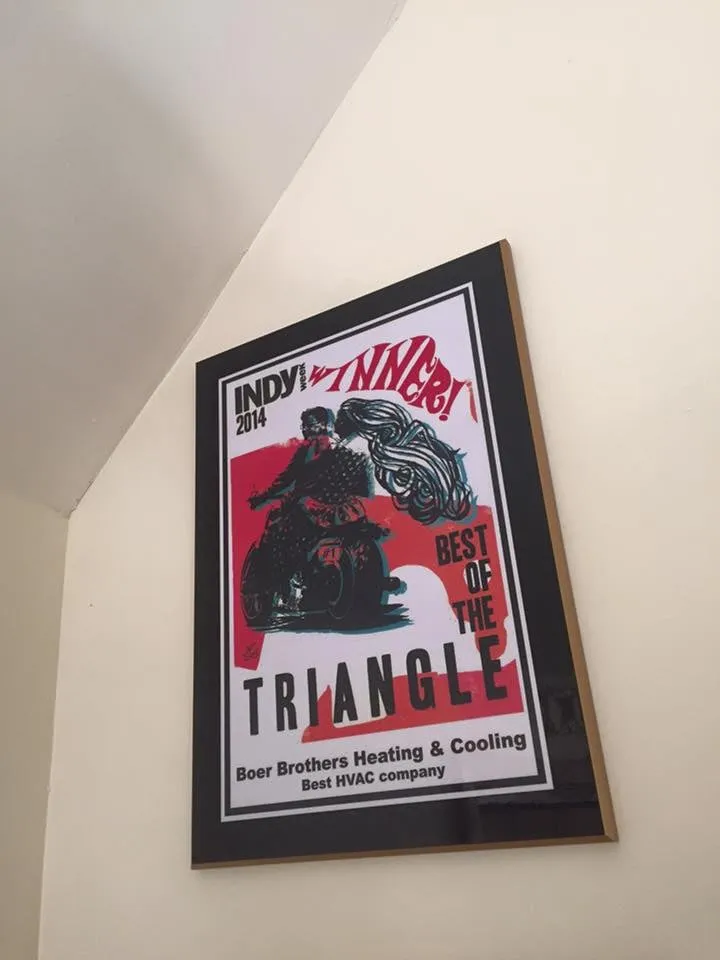 INDY week
WINNER!
2014
BEST
OF
THE
TRIANGLE
Boer Brothers Heating & Cooling
Best HVAC company